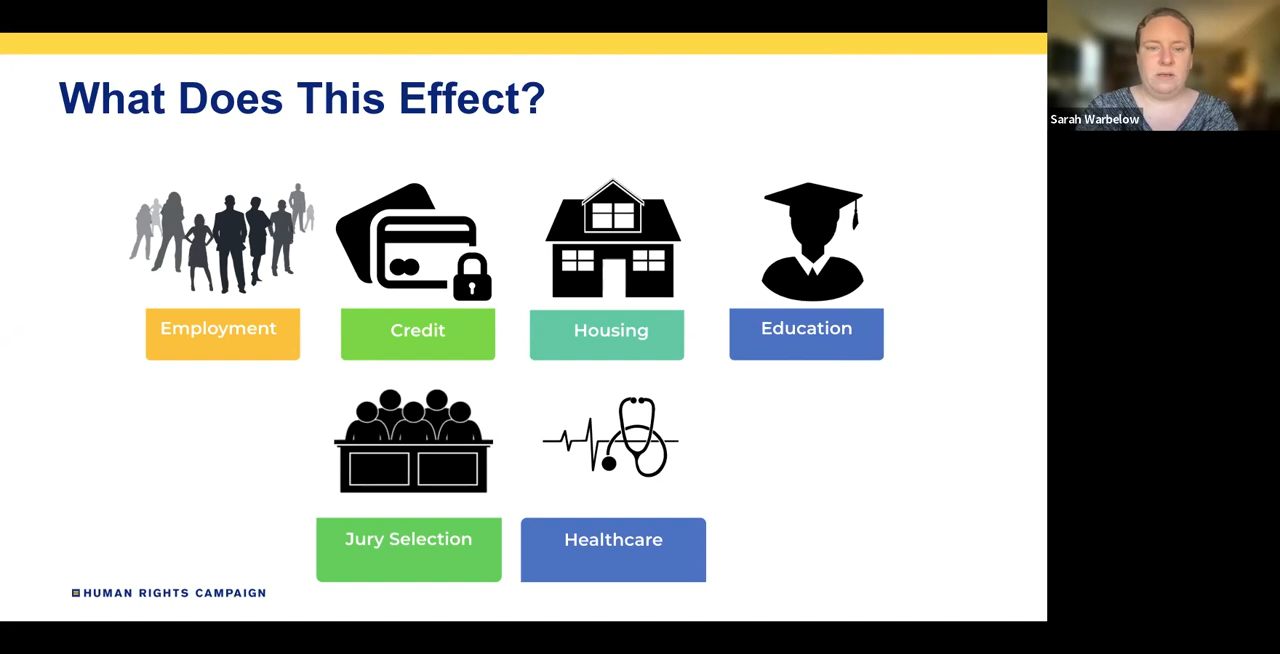 What Does This Effect?
Sarah Warbelow
Employment
Credit
Housing
Education
Jury Selection
Healthcare
HUMAN RIGHTS CAMPAIGN